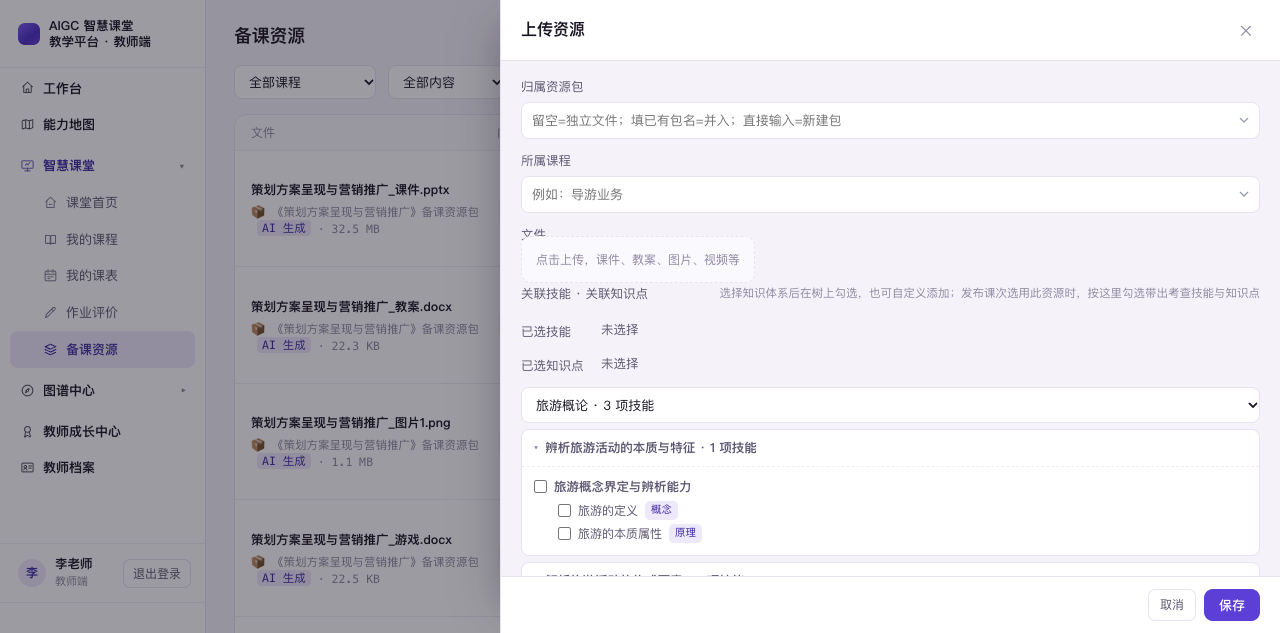 AIGC 智慧课堂
教学平台 · 教师端
工作台
能力地图
智慧课堂
课堂首页
我的课程
我的课表
作业评价
备课资源
图谱中心
教师成长中心
教师档案
李
李老师
教师端
退出登录
备课资源
全部课程
全部内容
文件
策划方案呈现与营销推广_课件.pptx
《策划方案呈现与营销推广》备课资源包
AI 生成 · 32.5 MB
策划方案呈现与营销推广_教案.docx
《策划方案呈现与营销推广》备课资源包
AI 生成 · 22.3 KB
策划方案呈现与营销推广_图片1.png
《策划方案呈现与营销推广》备课资源包
AI 生成 · 1.1 MB
策划方案呈现与营销推广_游戏.docx
《策划方案呈现与营销推广》备课资源包
AI 生成 · 22.5 KB
上传资源
归属资源包
留空=独立文件；填已有包名=并入；直接输入=新建包
所属课程
例如：导游业务
文件
点击上传，课件、教案、图片、视频等
关联技能 · 关联知识点
选择知识体系后在树上勾选，也可自定义添加；发布课次选用此资源时，按这里勾选带出考查技能与知识点
已选技能 未选择
已选知识点 未选择
旅游概论 · 3 项技能
辨析旅游活动的本质与特征 · 1 项技能
旅游概念界定与辨析能力
旅游的定义 概念
旅游的本质属性 原理
取消
保存